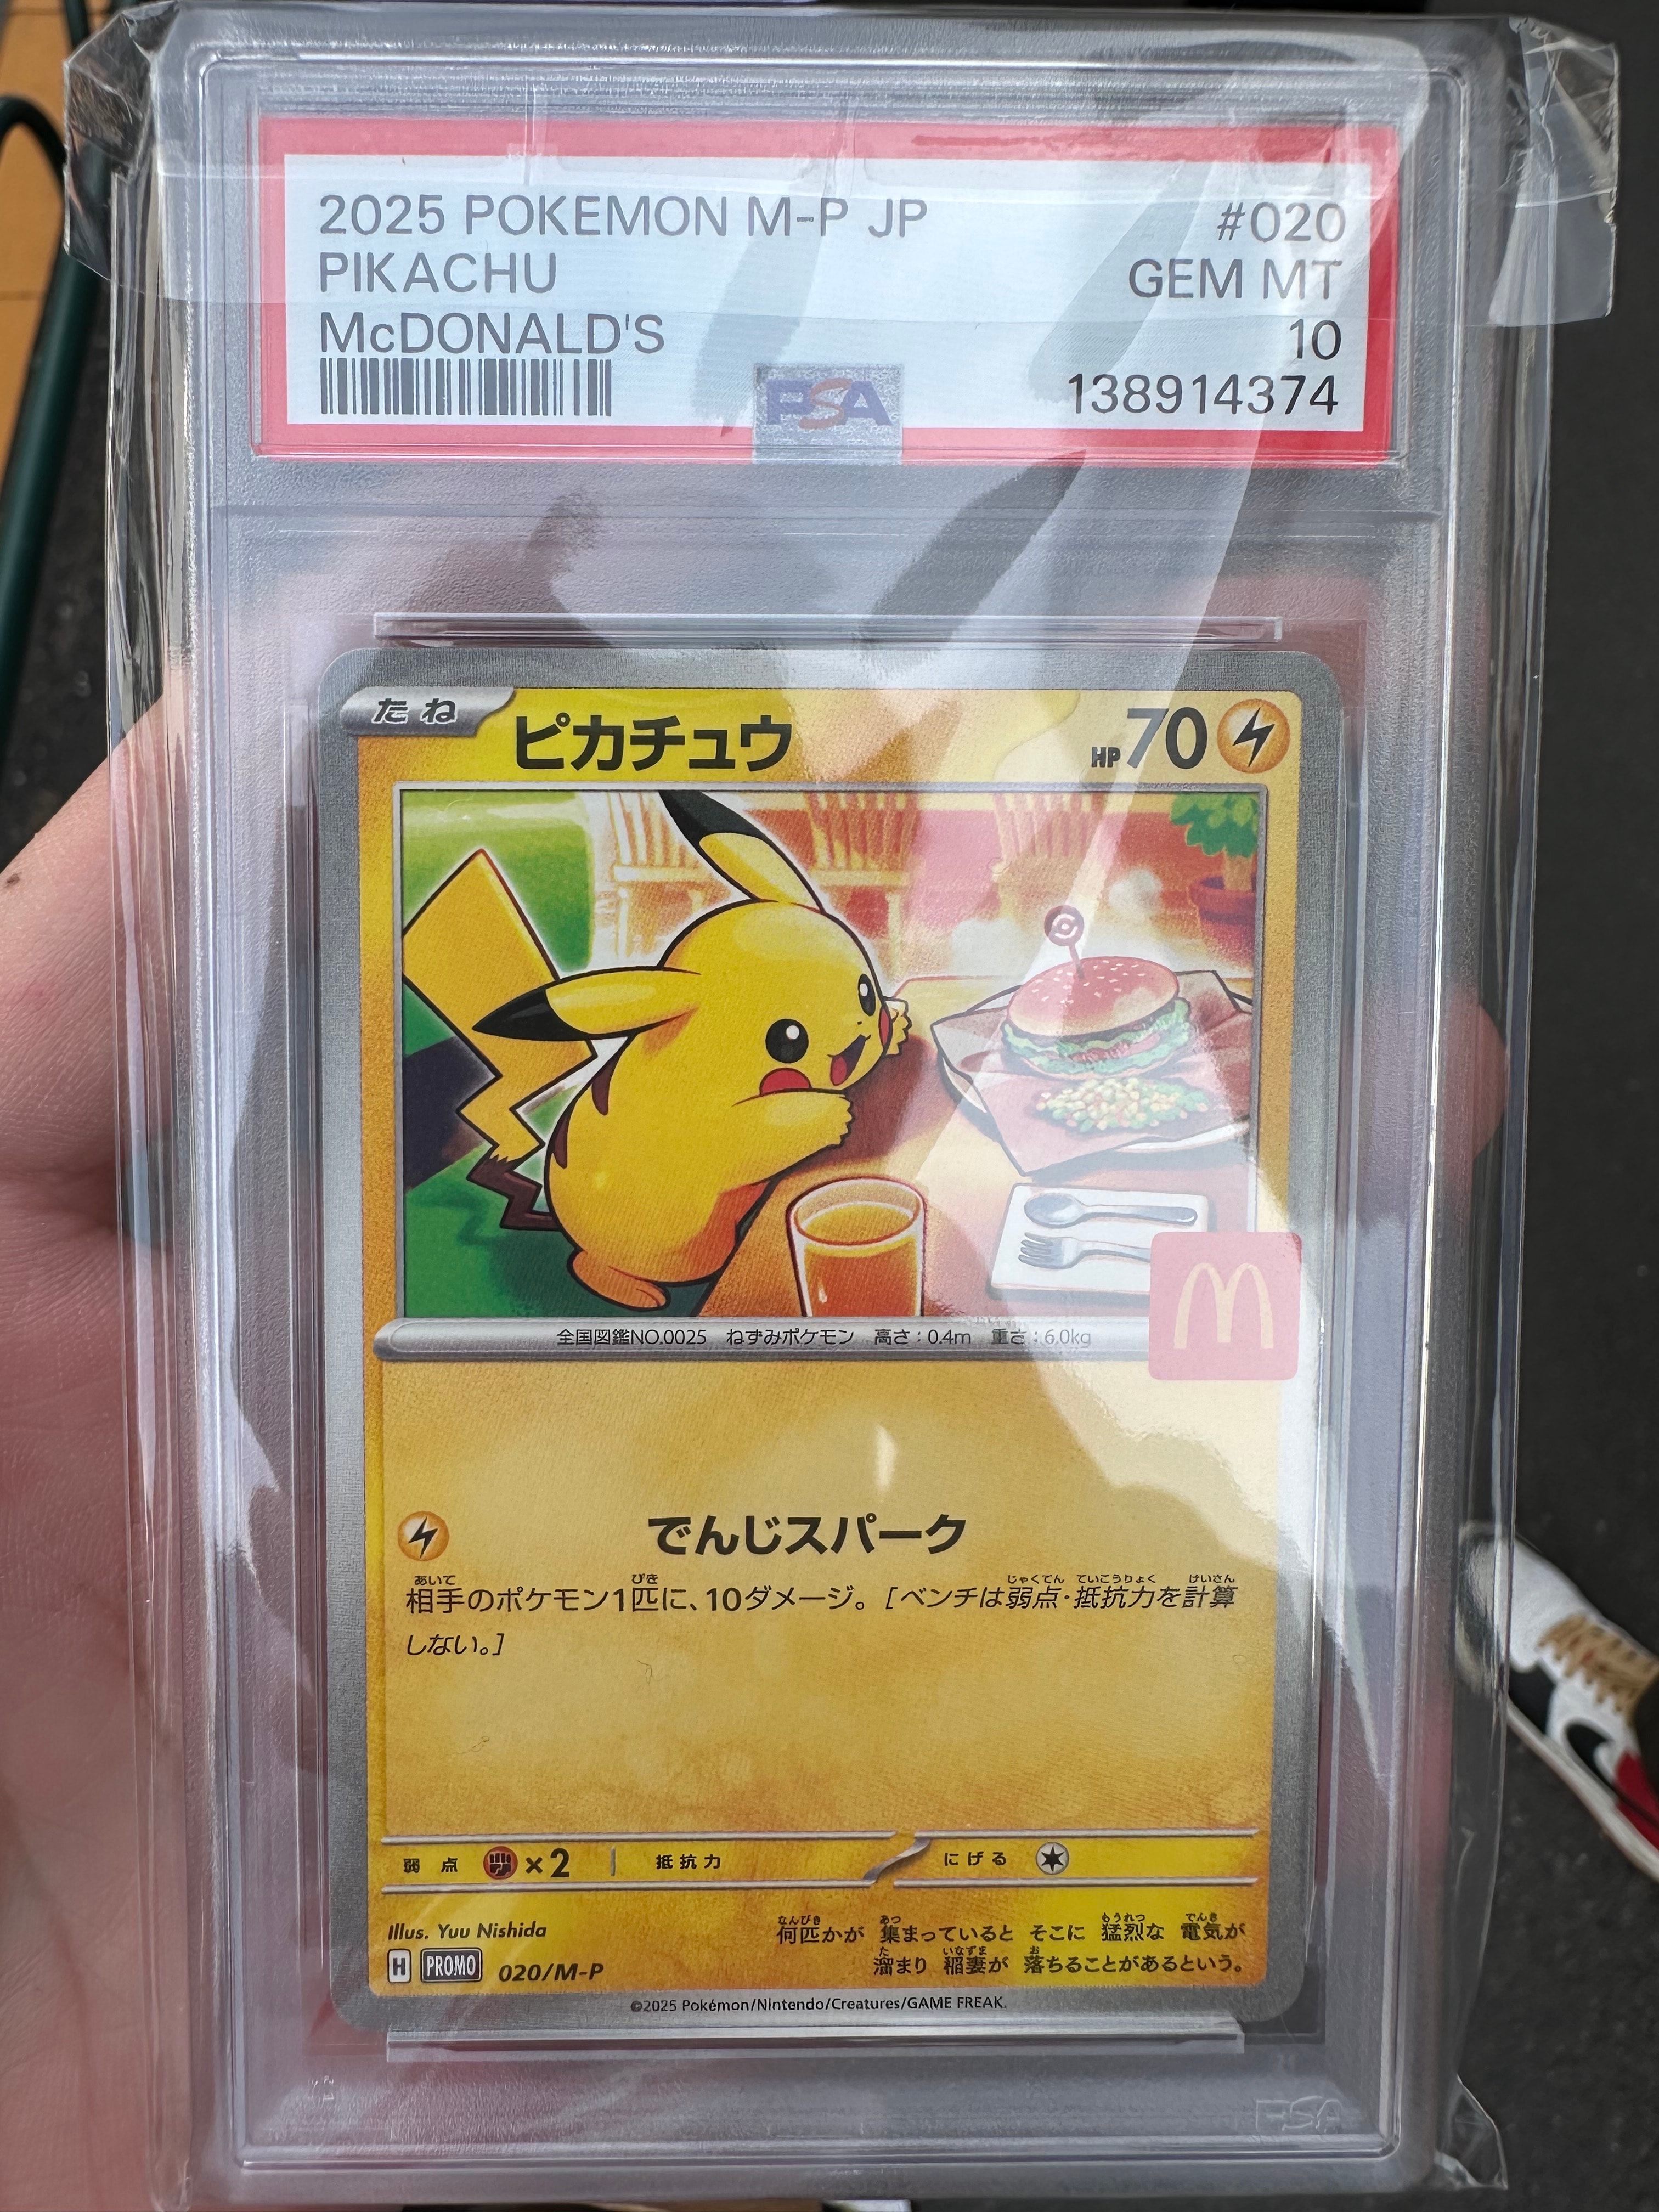 2025 POKEMON M-P JP #020
PIKACHU GEM MT
McDONALD'S 10
PSA 138914374
たね ピカチュウ HP70
全国図鑑NO.0025 ねずみポケモン 高さ:0.4m 重さ:6.0kg
でんじスパーク
相手のポケモン1匹に、10ダメージ。[ベンチは弱点・抵抗力を計算
しない。]
弱点 ×2 抵抗力 にげる
Illus. Yuu Nishida
何匹かが 集まっていると そこに 猛烈な 電気が
溜まり 稲妻が 落ちることがあるという。
H PROMO 020/M-P
©2025 Pokémon/Nintendo/Creatures/GAME FREAK.
PSA